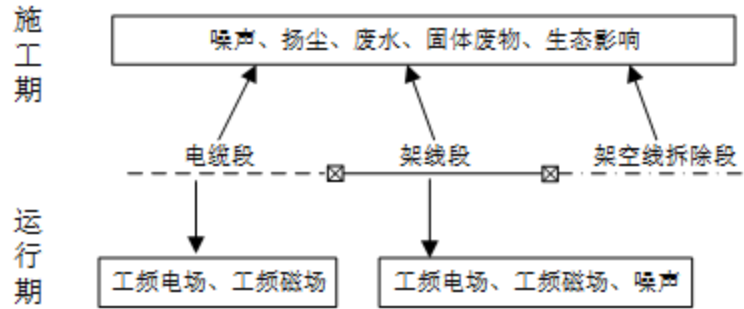 施工期
噪声、扬尘、废水、固体废物、生态影响
电缆段
架线段
架空线拆除段
运行期
工频电场、工频磁场
工频电场、工频磁场、噪声